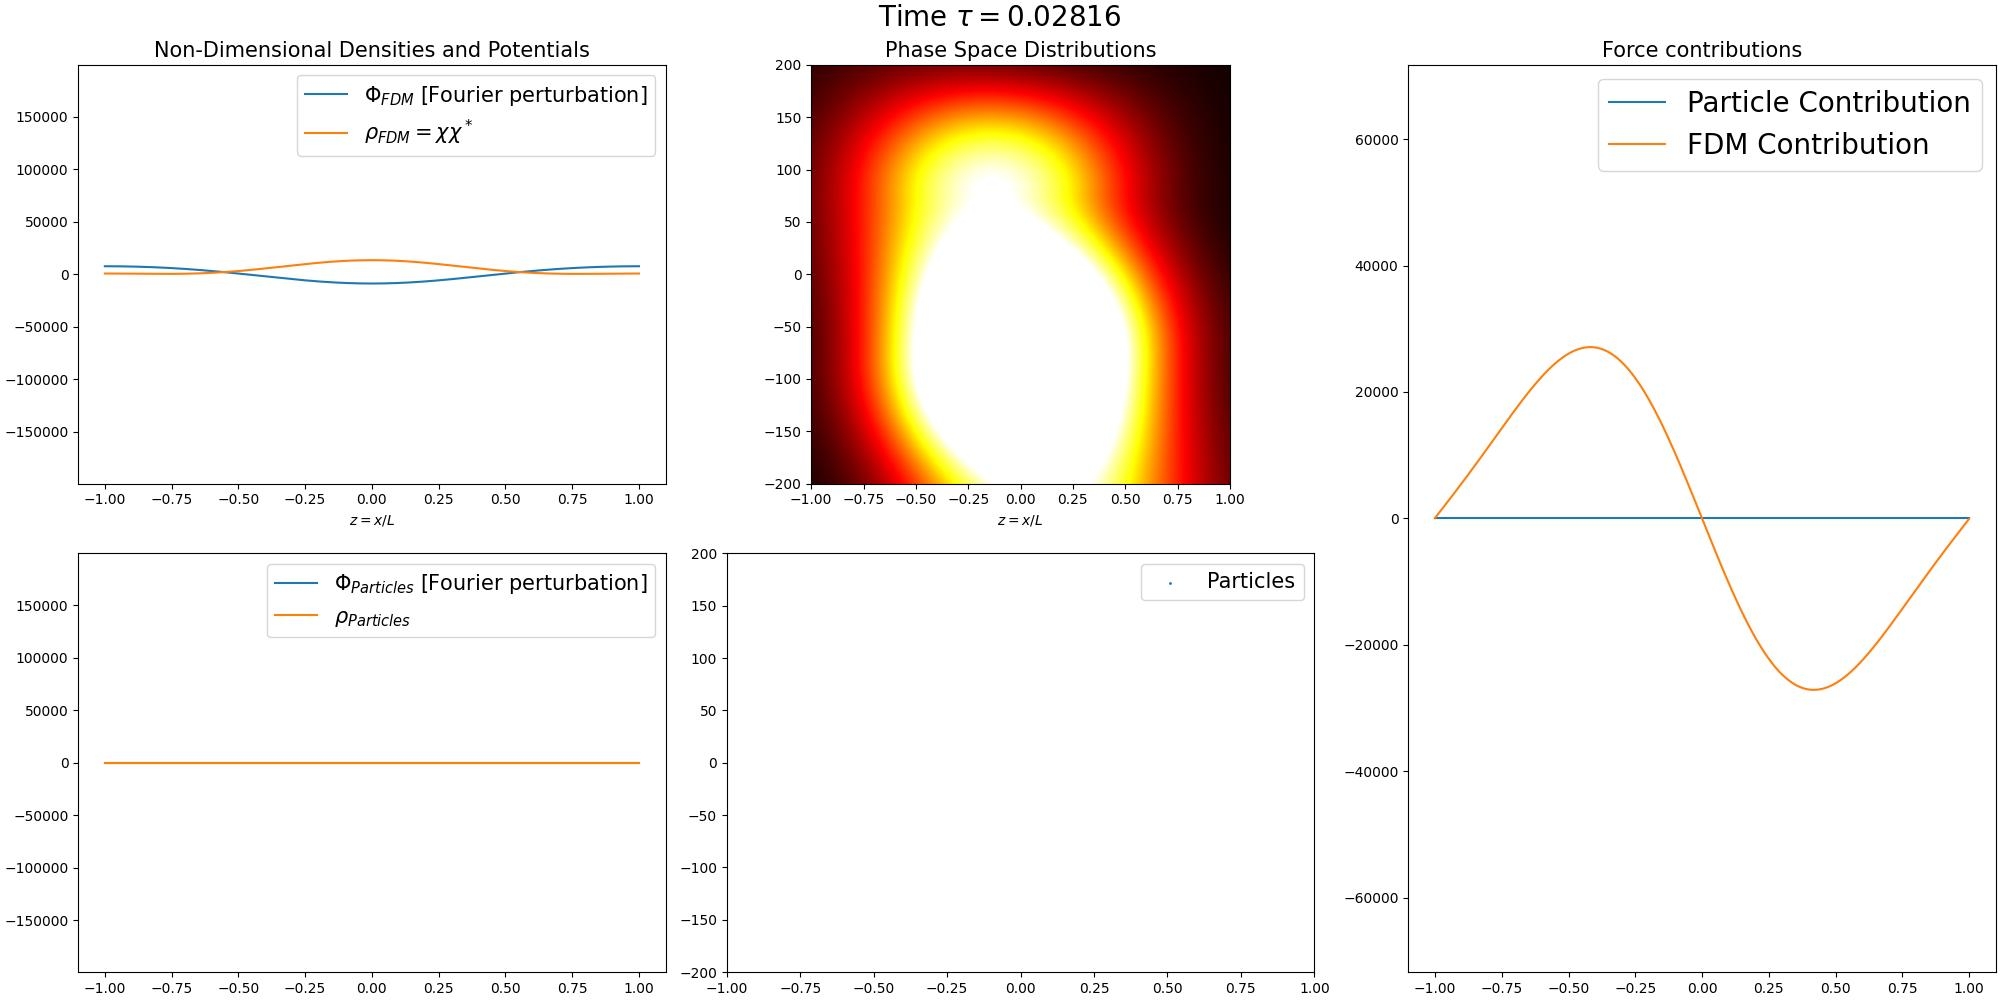 Time τ = 0.02816
Non-Dimensional Densities and Potentials
Φ_FDM [Fourier perturbation]
ρ_FDM = χχ*
150000
100000
50000
0
−50000
−100000
−150000
−1.00 −0.75 −0.50 −0.25 0.00 0.25 0.50 0.75 1.00
z = x/L
Phase Space Distributions
200
150
100
50
0
−50
−100
−150
−200
−1.00 −0.75 −0.50 −0.25 0.00 0.25 0.50 0.75 1.00
z = x/L
Force contributions
Particle Contribution
FDM Contribution
60000
40000
20000
0
−20000
−40000
−60000
−1.00 −0.75 −0.50 −0.25 0.00 0.25 0.50 0.75 1.00
Φ_Particles [Fourier perturbation]
ρ_Particles
150000
100000
50000
0
−50000
−100000
−150000
−1.00 −0.75 −0.50 −0.25 0.00 0.25 0.50 0.75 1.00
Particles
200
150
100
50
0
−50
−100
−150
−200
−1.00 −0.75 −0.50 −0.25 0.00 0.25 0.50 0.75 1.00